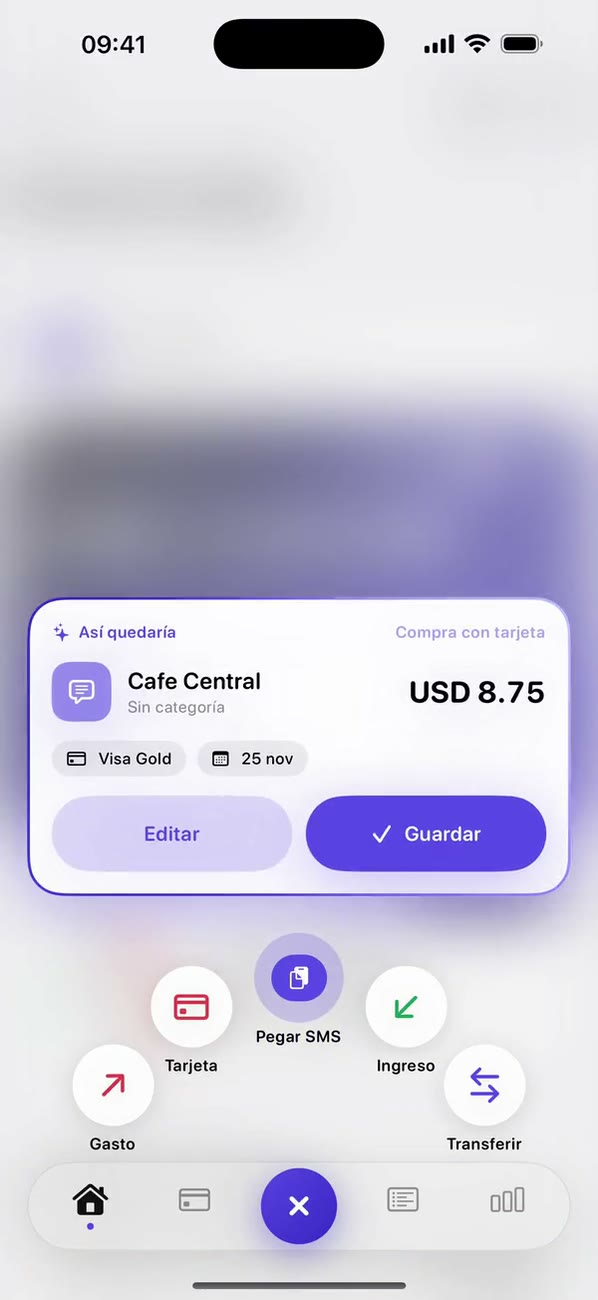 09:41
Así quedaría
Compra con tarjeta
Cafe Central
Sin categoría
USD 8.75
Visa Gold
25 nov
Editar
Guardar
Pegar SMS
Tarjeta
Ingreso
Gasto
Transferir